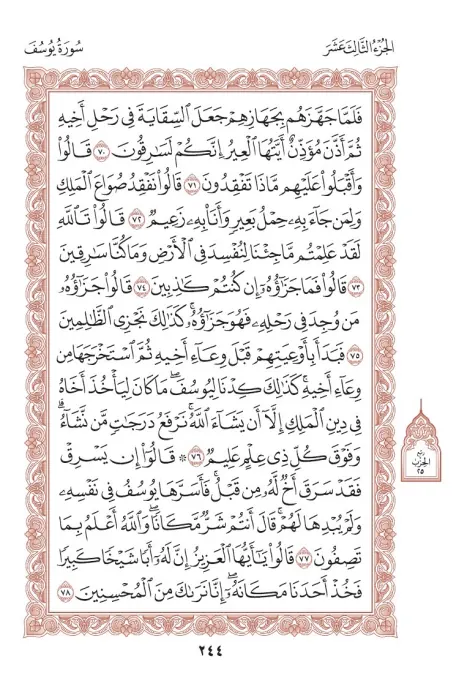 الجزء الثالث عشر
سورة يوسف
فَلَمَّا جَهَّزَهُم بِجَهَازِهِمْ جَعَلَ ٱلسِّقَايَةَ فِى رَحْلِ أَخِيهِ
ثُمَّ أَذَّنَ مُؤَذِّنٌ أَيَّتُهَا ٱلْعِيرُ إِنَّكُمْ لَسَٰرِقُونَ ٧٠ قَالُوا۟
وَأَقْبَلُوا۟ عَلَيْهِم مَّاذَا تَفْقِدُونَ ٧١ قَالُوا۟ نَفْقِدُ صُوَاعَ ٱلْمَلِكِ
وَلِمَن جَآءَ بِهِۦ حِمْلُ بَعِيرٍ وَأَنَا۠ بِهِۦ زَعِيمٌ ٧٢ قَالُوا۟ تَٱللَّهِ
لَقَدْ عَلِمْتُم مَّا جِئْنَا لِنُفْسِدَ فِى ٱلْأَرْضِ وَمَا كُنَّا سَٰرِقِينَ
٧٣ قَالُوا۟ فَمَا جَزَٰٓؤُهُۥٓ إِن كُنتُمْ كَٰذِبِينَ ٧٤ قَالُوا۟ جَزَٰٓؤُهُۥ
مَن وُجِدَ فِى رَحْلِهِۦ فَهُوَ جَزَٰٓؤُهُۥ ۚ كَذَٰلِكَ نَجْزِى ٱلظَّٰلِمِينَ
٧٥ فَبَدَأَ بِأَوْعِيَتِهِمْ قَبْلَ وِعَآءِ أَخِيهِ ثُمَّ ٱسْتَخْرَجَهَا مِن
وِعَآءِ أَخِيهِ ۚ كَذَٰلِكَ كِدْنَا لِيُوسُفَ ۖ مَا كَانَ لِيَأْخُذَ أَخَاهُ
فِى دِينِ ٱلْمَلِكِ إِلَّآ أَن يَشَآءَ ٱللَّهُ ۚ نَرْفَعُ دَرَجَٰتٍ مَّن نَّشَآءُ ۗ
وَفَوْقَ كُلِّ ذِى عِلْمٍ عَلِيمٌ ٧٦ ۞ قَالُوٓا۟ إِن يَسْرِقْ
فَقَدْ سَرَقَ أَخٌ لَّهُۥ مِن قَبْلُ ۚ فَأَسَرَّهَا يُوسُفُ فِى نَفْسِهِۦ
وَلَمْ يُبْدِهَا لَهُمْ ۚ قَالَ أَنتُمْ شَرٌّ مَّكَانًا ۖ وَٱللَّهُ أَعْلَمُ بِمَا
تَصِفُونَ ٧٧ قَالُوا۟ يَٰٓأَيُّهَا ٱلْعَزِيزُ إِنَّ لَهُۥٓ أَبًا شَيْخًا كَبِيرًا
فَخُذْ أَحَدَنَا مَكَانَهُۥٓ ۖ إِنَّا نَرَىٰكَ مِنَ ٱلْمُحْسِنِينَ ٧٨
ربع
الحزب
٢٥
٢٤٤